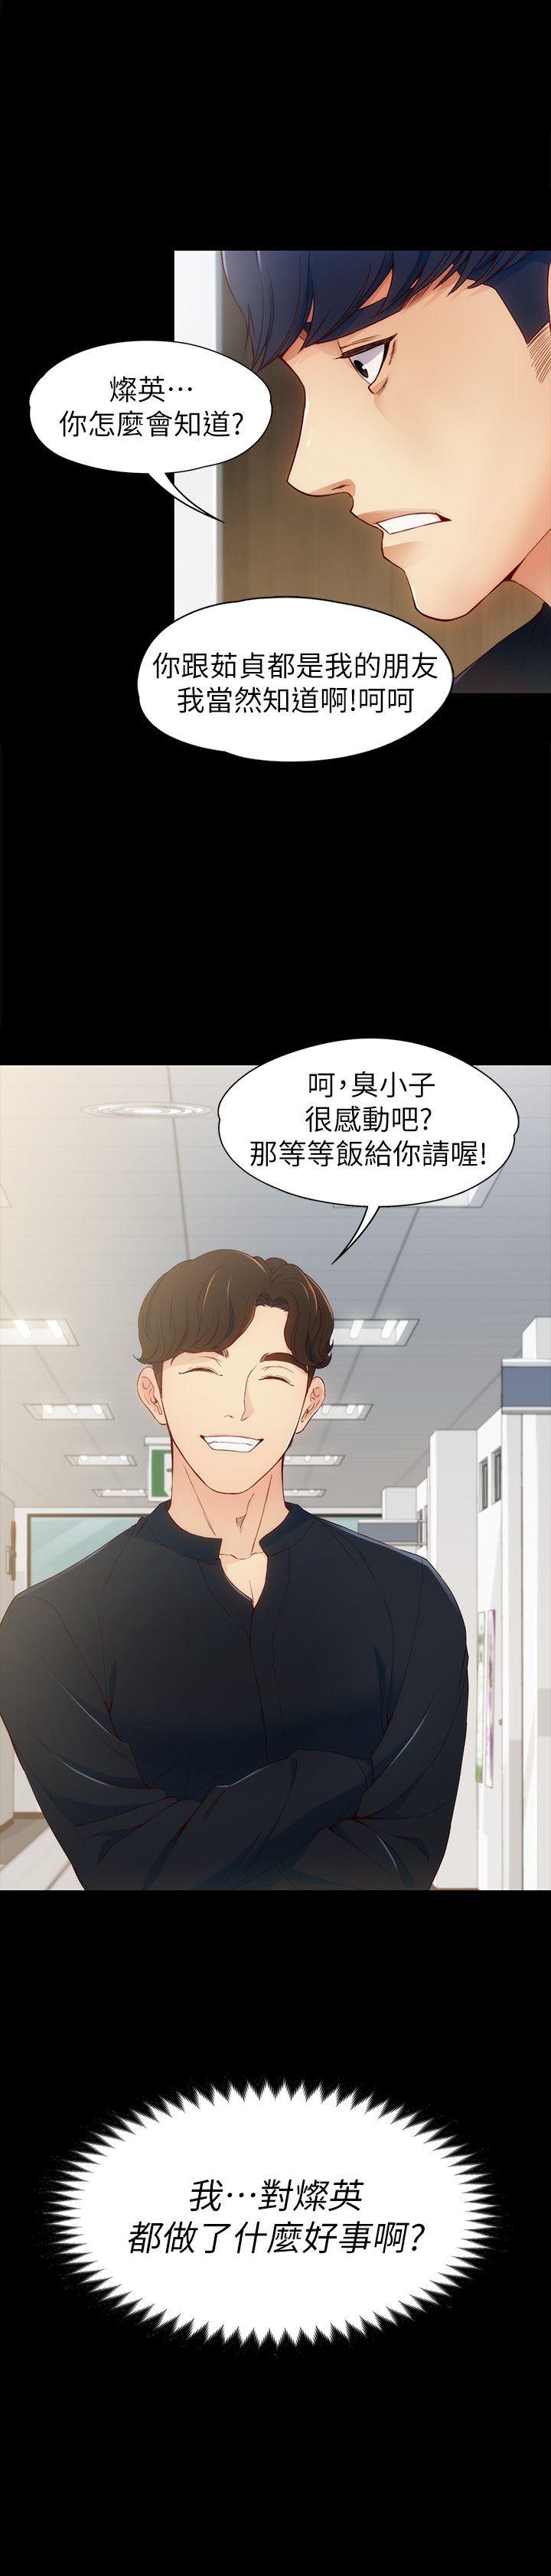 燦英…
你怎麼會知道?
你跟茹貞都是我的朋友
我當然知道啊!呵呵
呵,臭小子
很感動吧?
那等等飯給你請喔!
我…對燦英
都做了什麼好事啊?